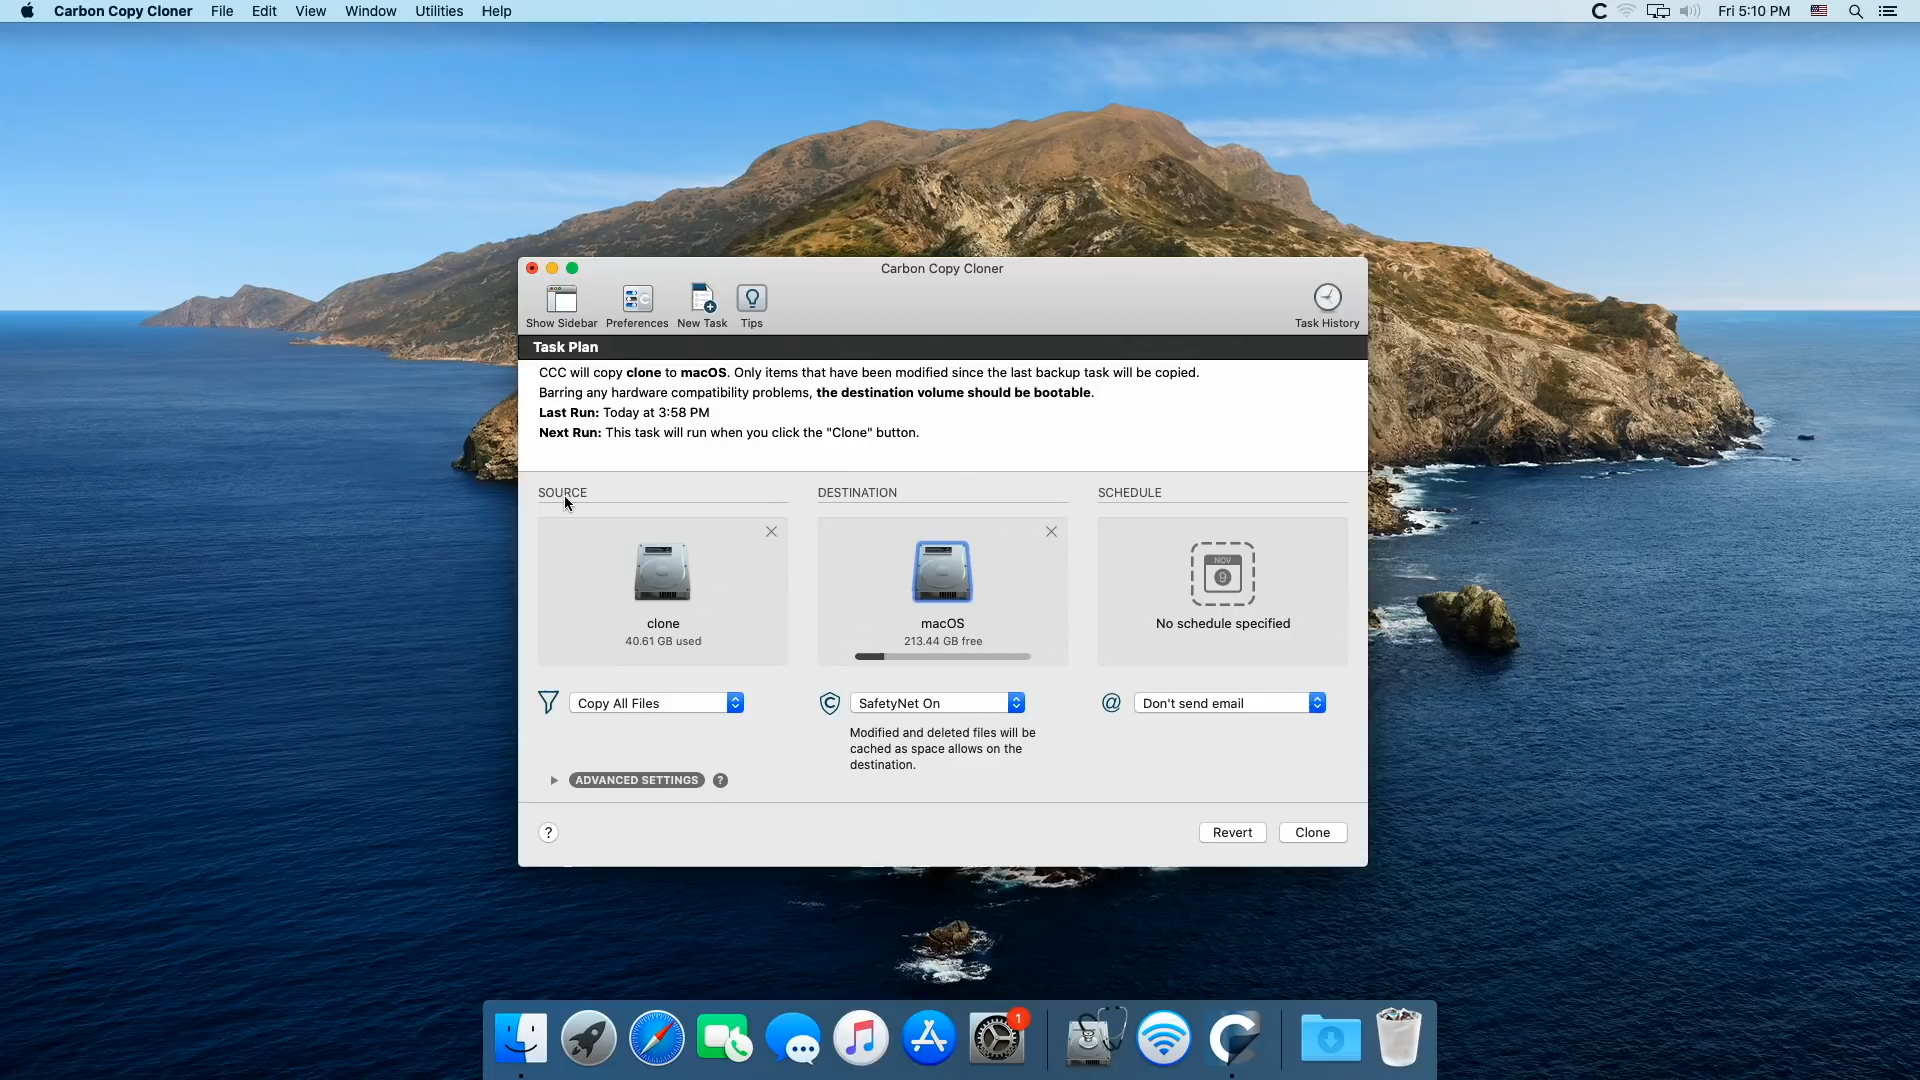 Carbon Copy Cloner File Edit View Window Utilities Help
Fri 5:10 PM
Carbon Copy Cloner
Show Sidebar Preferences New Task Tips Task History
Task Plan
CCC will copy clone to macOS. Only items that have been modified since the last backup task will be copied.
Barring any hardware compatibility problems, the destination volume should be bootable.
Last Run: Today at 3:58 PM
Next Run: This task will run when you click the "Clone" button.
SOURCE DESTINATION SCHEDULE
NOV
9
clone macOS No schedule specified
40.61 GB used 213.44 GB free
Copy All Files SafetyNet On @ Don't send email
Modified and deleted files will be
cached as space allows on the
destination.
ADVANCED SETTINGS ?
? Revert Clone
1